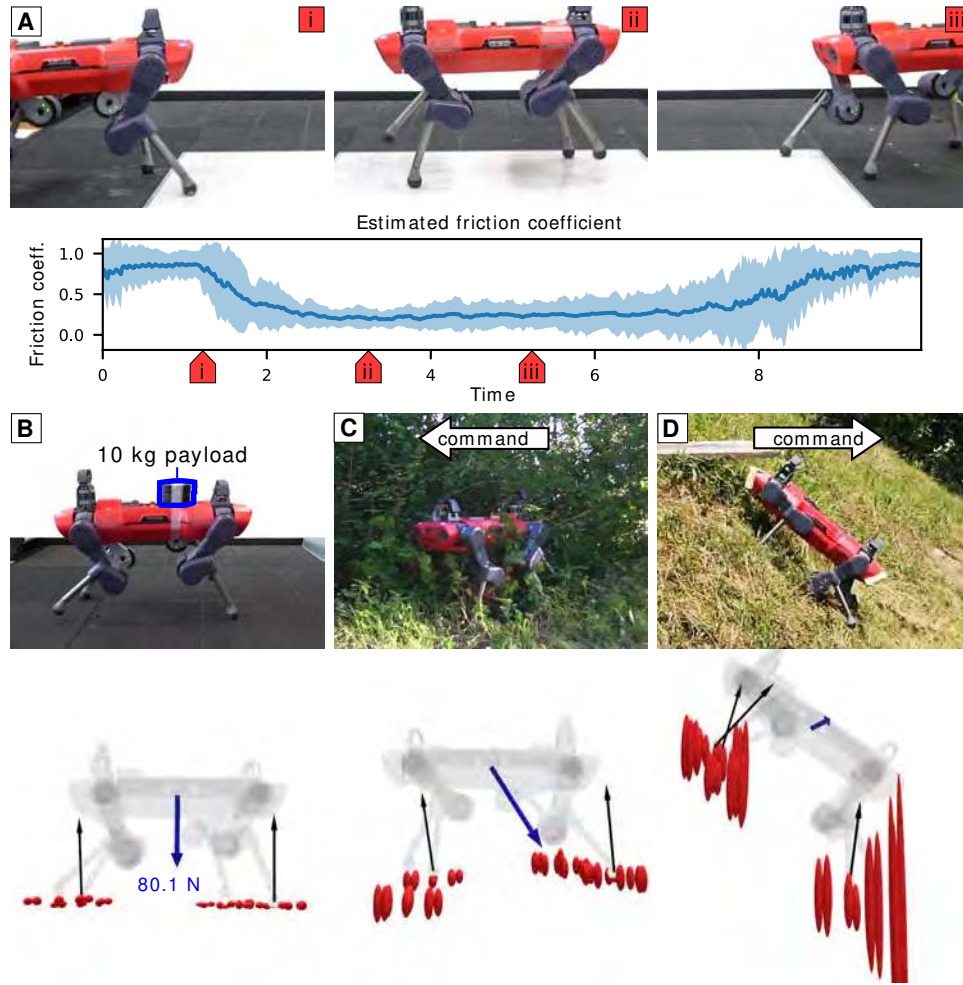 A
i
ii
iii
Estimated friction coefficient
Friction coeff.
1.0
0.5
0.0
0
2
4
6
8
i
ii
iii
Time
B
C
D
10 kg payload
command
command
80.1 N